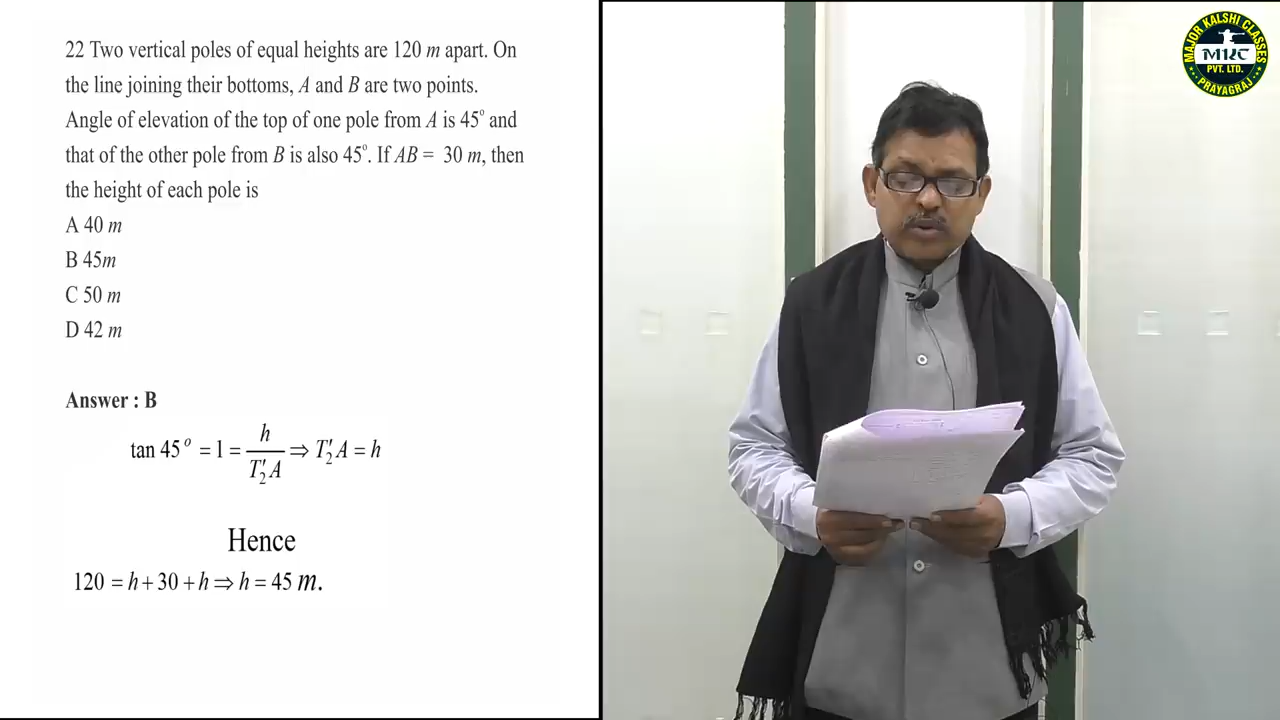 22 Two vertical poles of equal heights are 120 m apart. On
the line joining their bottoms, A and B are two points.
Angle of elevation of the top of one pole from A is 45° and
that of the other pole from B is also 45°. If AB = 30 m, then
the height of each pole is
A 40 m
B 45m
C 50 m
D 42 m
Answer : B
tan 45° = 1 = h / T′₂A ⇒ T′₂A = h
Hence
120 = h + 30 + h ⇒ h = 45 m.
MAJOR KALSHI CLASSES
MKC
PVT. LTD.
PRAYAGRAJ